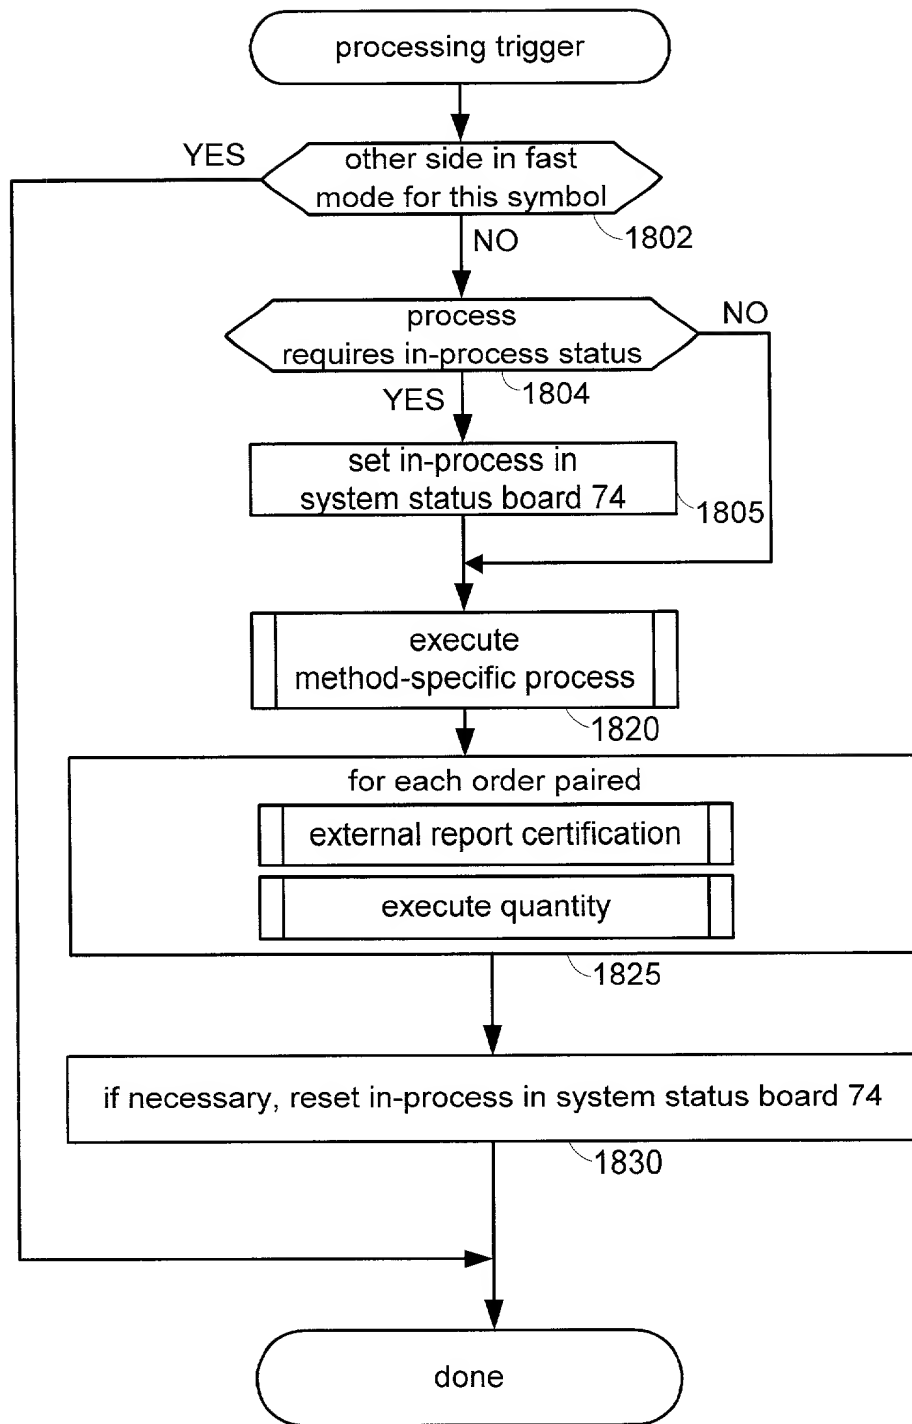 processing trigger
YES
other side in fast
mode for this symbol
1802
NO
process
requires in-process status
NO
1804
YES
set in-process in
system status board 74
1805
execute
method-specific process
1820
for each order paired
external report certification
execute quantity
1825
if necessary, reset in-process in system status board 74
1830
done